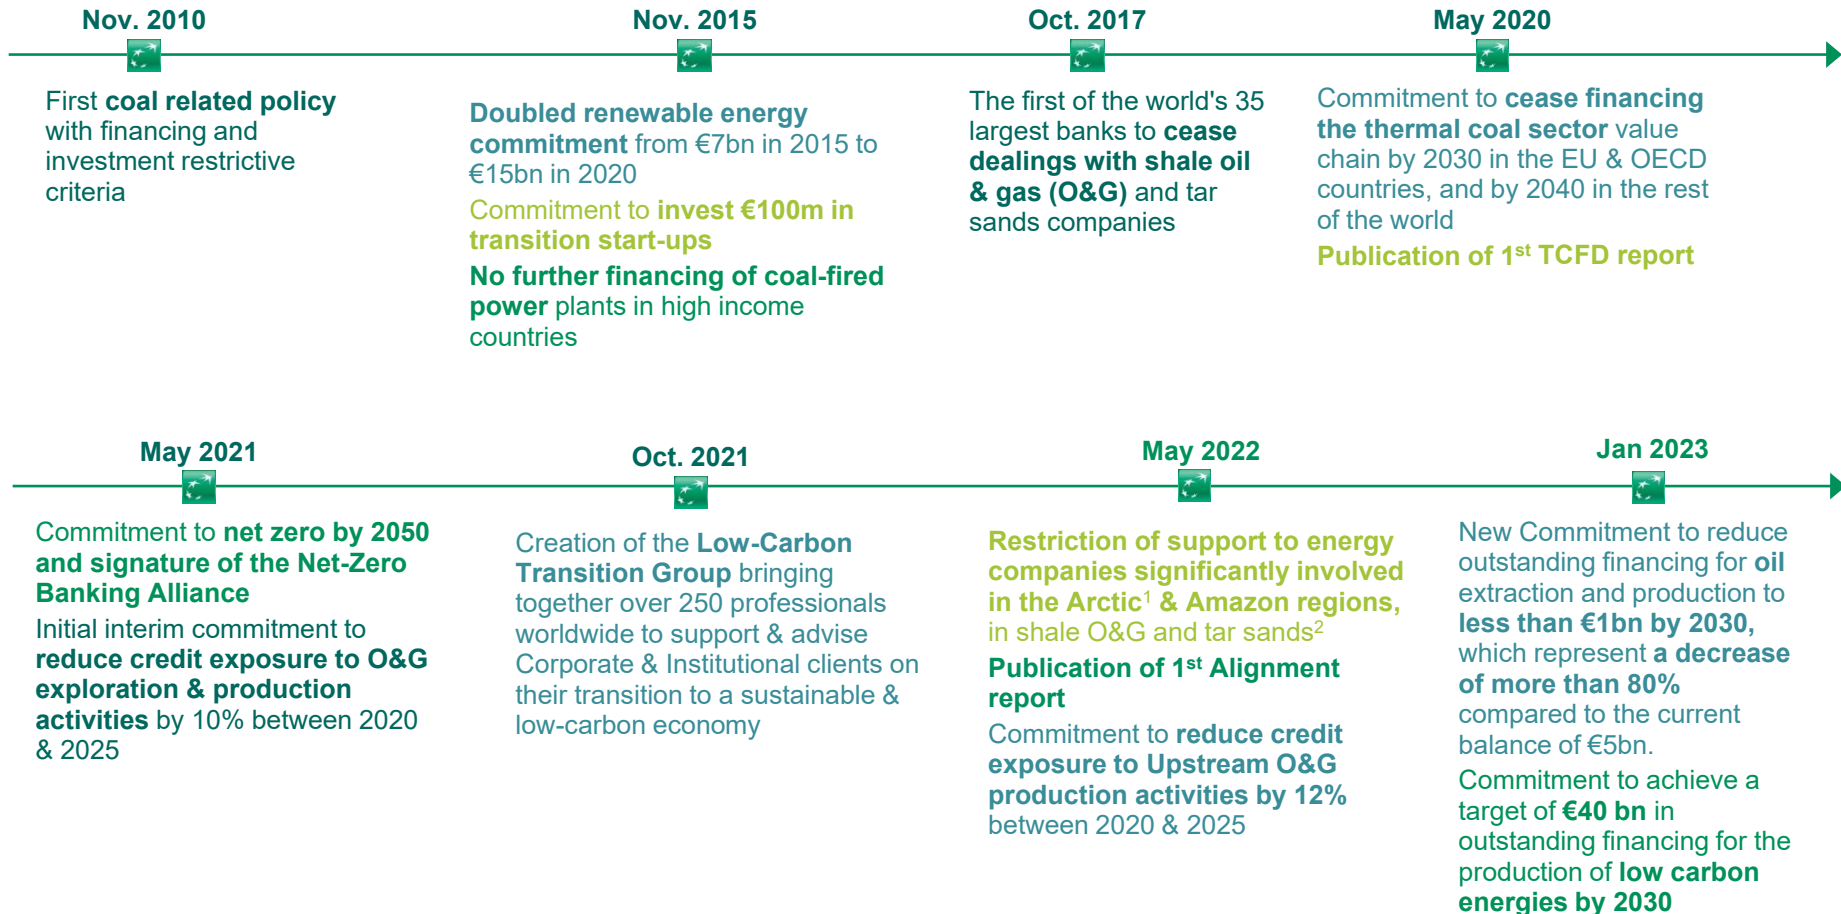 Nov. 2010
First coal related policy
with financing and
investment restrictive
criteria
Nov. 2015
Doubled renewable energy
commitment from €7bn in 2015 to
€15bn in 2020
Commitment to invest €100m in
transition start-ups
No further financing of coal-fired
power plants in high income
countries
Oct. 2017
The first of the world's 35
largest banks to cease
dealings with shale oil
& gas (O&G) and tar
sands companies
May 2020
Commitment to cease financing
the thermal coal sector value
chain by 2030 in the EU & OECD
countries, and by 2040 in the rest
of the world
Publication of 1st TCFD report
May 2021
Commitment to net zero by 2050
and signature of the Net-Zero
Banking Alliance
Initial interim commitment to
reduce credit exposure to O&G
exploration & production
activities by 10% between 2020
& 2025
Oct. 2021
Creation of the Low-Carbon
Transition Group bringing
together over 250 professionals
worldwide to support & advise
Corporate & Institutional clients on
their transition to a sustainable &
low-carbon economy
May 2022
Restriction of support to energy
companies significantly involved
in the Arctic1 & Amazon regions,
in shale O&G and tar sands2
Publication of 1st Alignment
report
Commitment to reduce credit
exposure to Upstream O&G
production activities by 12%
between 2020 & 2025
Jan 2023
New Commitment to reduce
outstanding financing for oil
extraction and production to
less than €1bn by 2030,
which represent a decrease
of more than 80%
compared to the current
balance of €5bn.
Commitment to achieve a
target of €40 bn in
outstanding financing for the
production of low carbon
energies by 2030